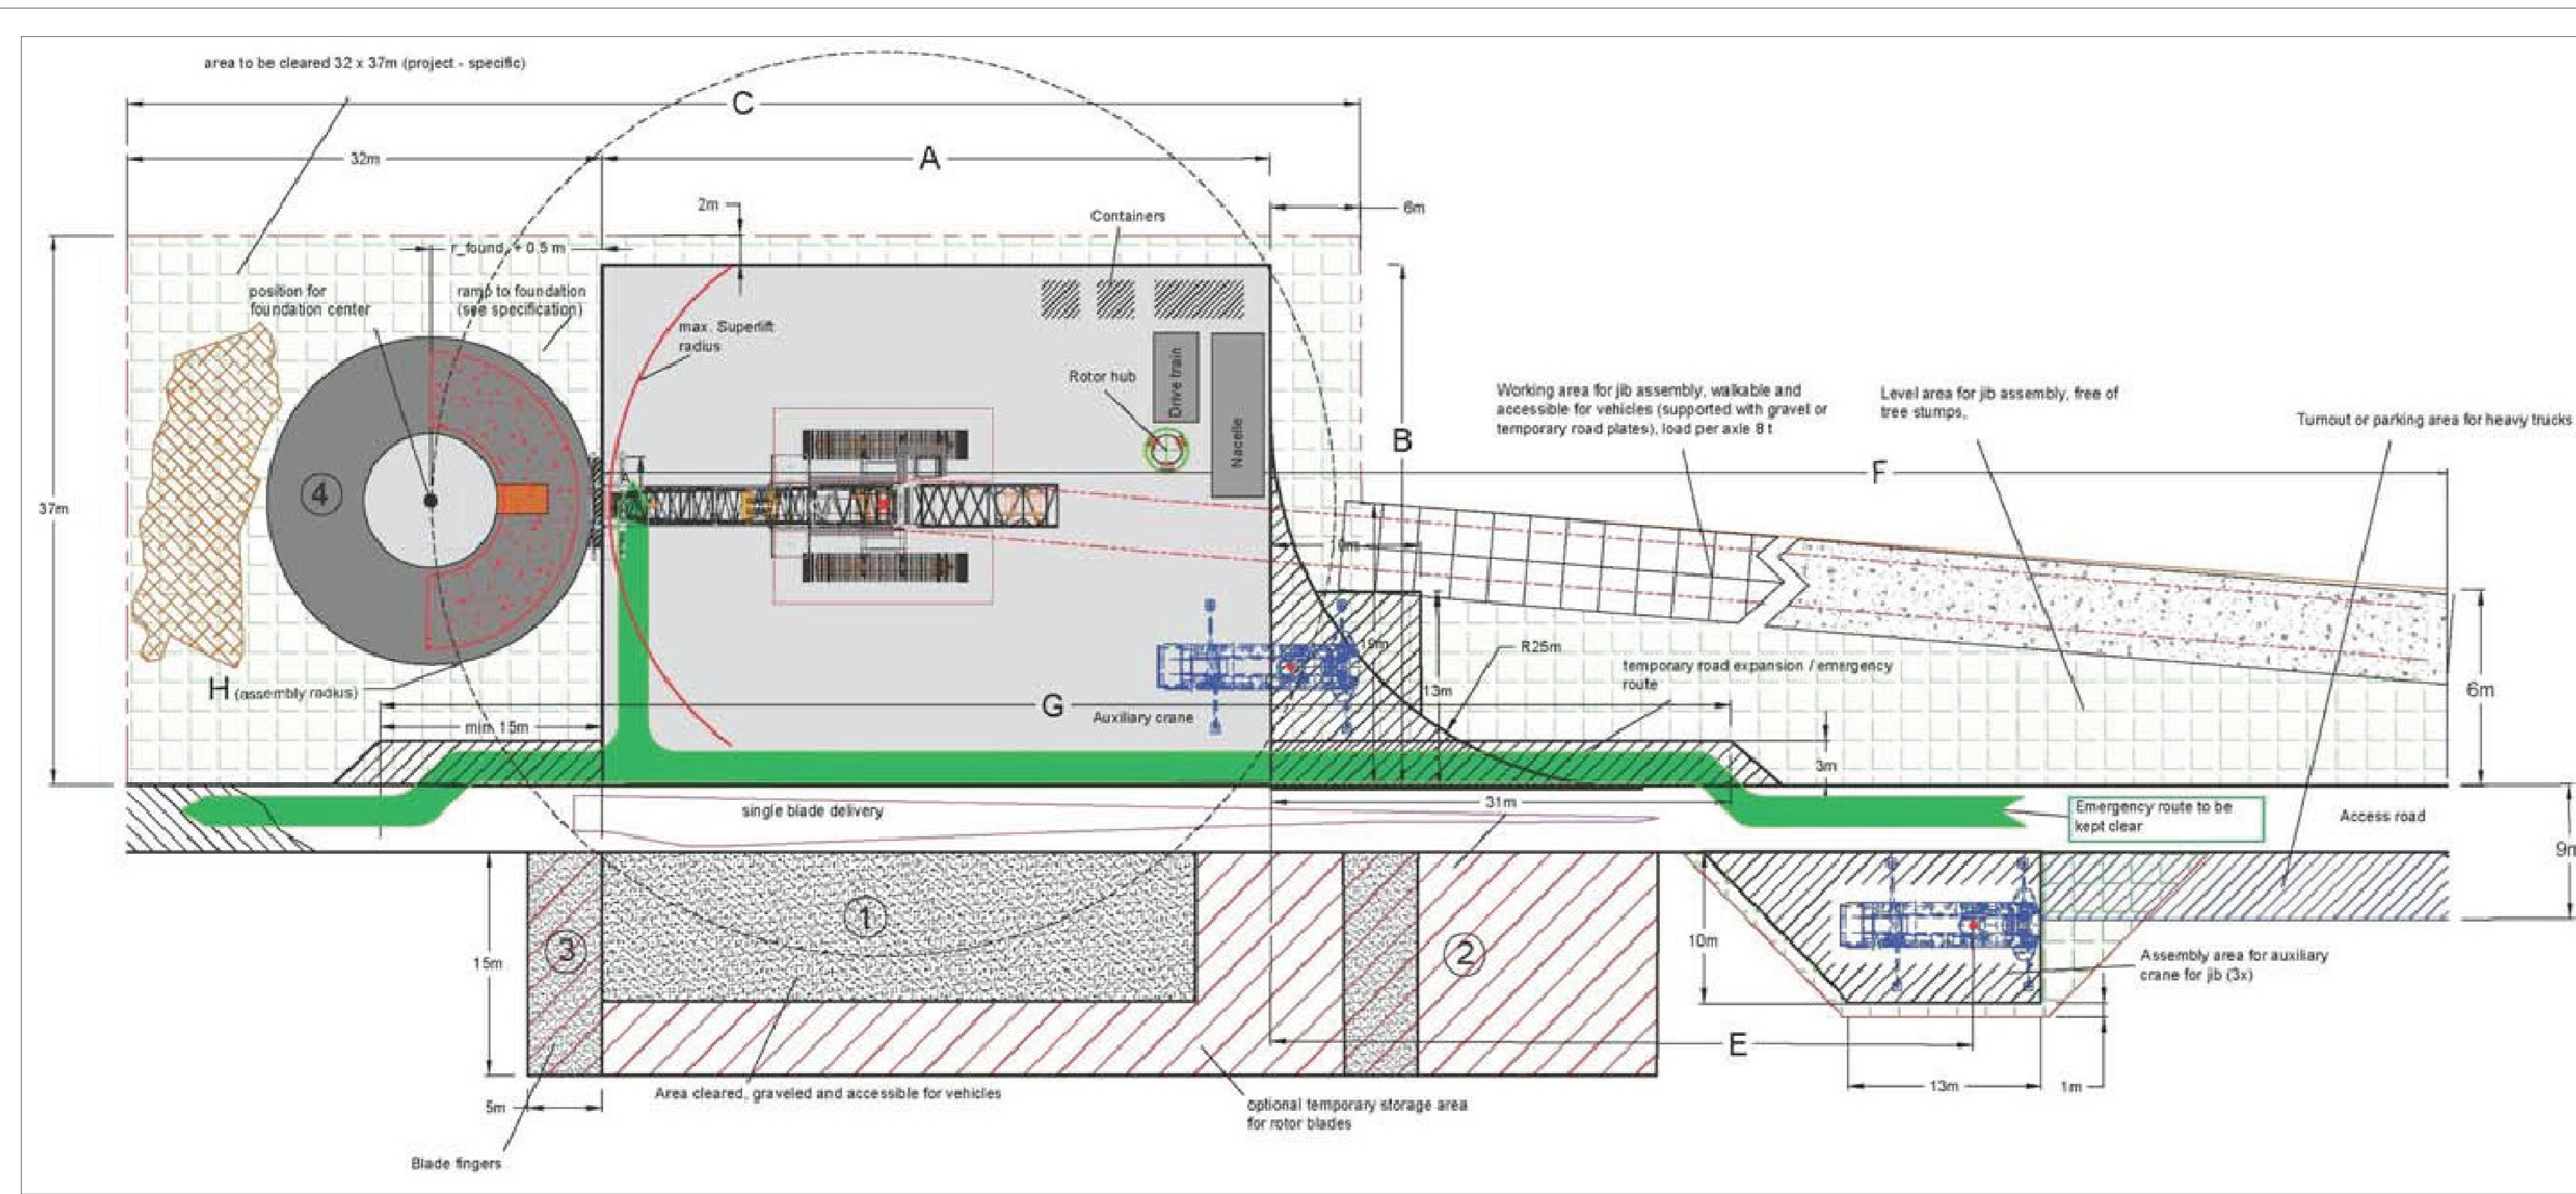 area to be cleared 32 x 37m (project - specific)
C
32m
A
2m
6m
Containers
r_found. + 0.5 m
position for
foundation center
ramp to foundation
(see specification)
max. Superlift
radius
Rotor hub
Drive train
Nacelle
B
Working area for jib assembly, walkable and
accessible for vehicles (supported with gravel or
temporary road plates), load per axle 8 t
Level area for jib assembly, free of
tree stumps,
Turnout or parking area for heavy trucks
F
4
37m
H (assembly radius)
min. 15m
G
Auxiliary crane
19m
13m
R25m
temporary road expansion / emergency
route
6m
3m
single blade delivery
31m
Emergency route to be
kept clear
Access road
1
3
2
15m
10m
Assembly area for auxiliary
crane for jib (3x)
E
13m
1m
5m
Area cleared, graveled and accessible for vehicles
optional temporary storage area
for rotor blades
Blade fingers